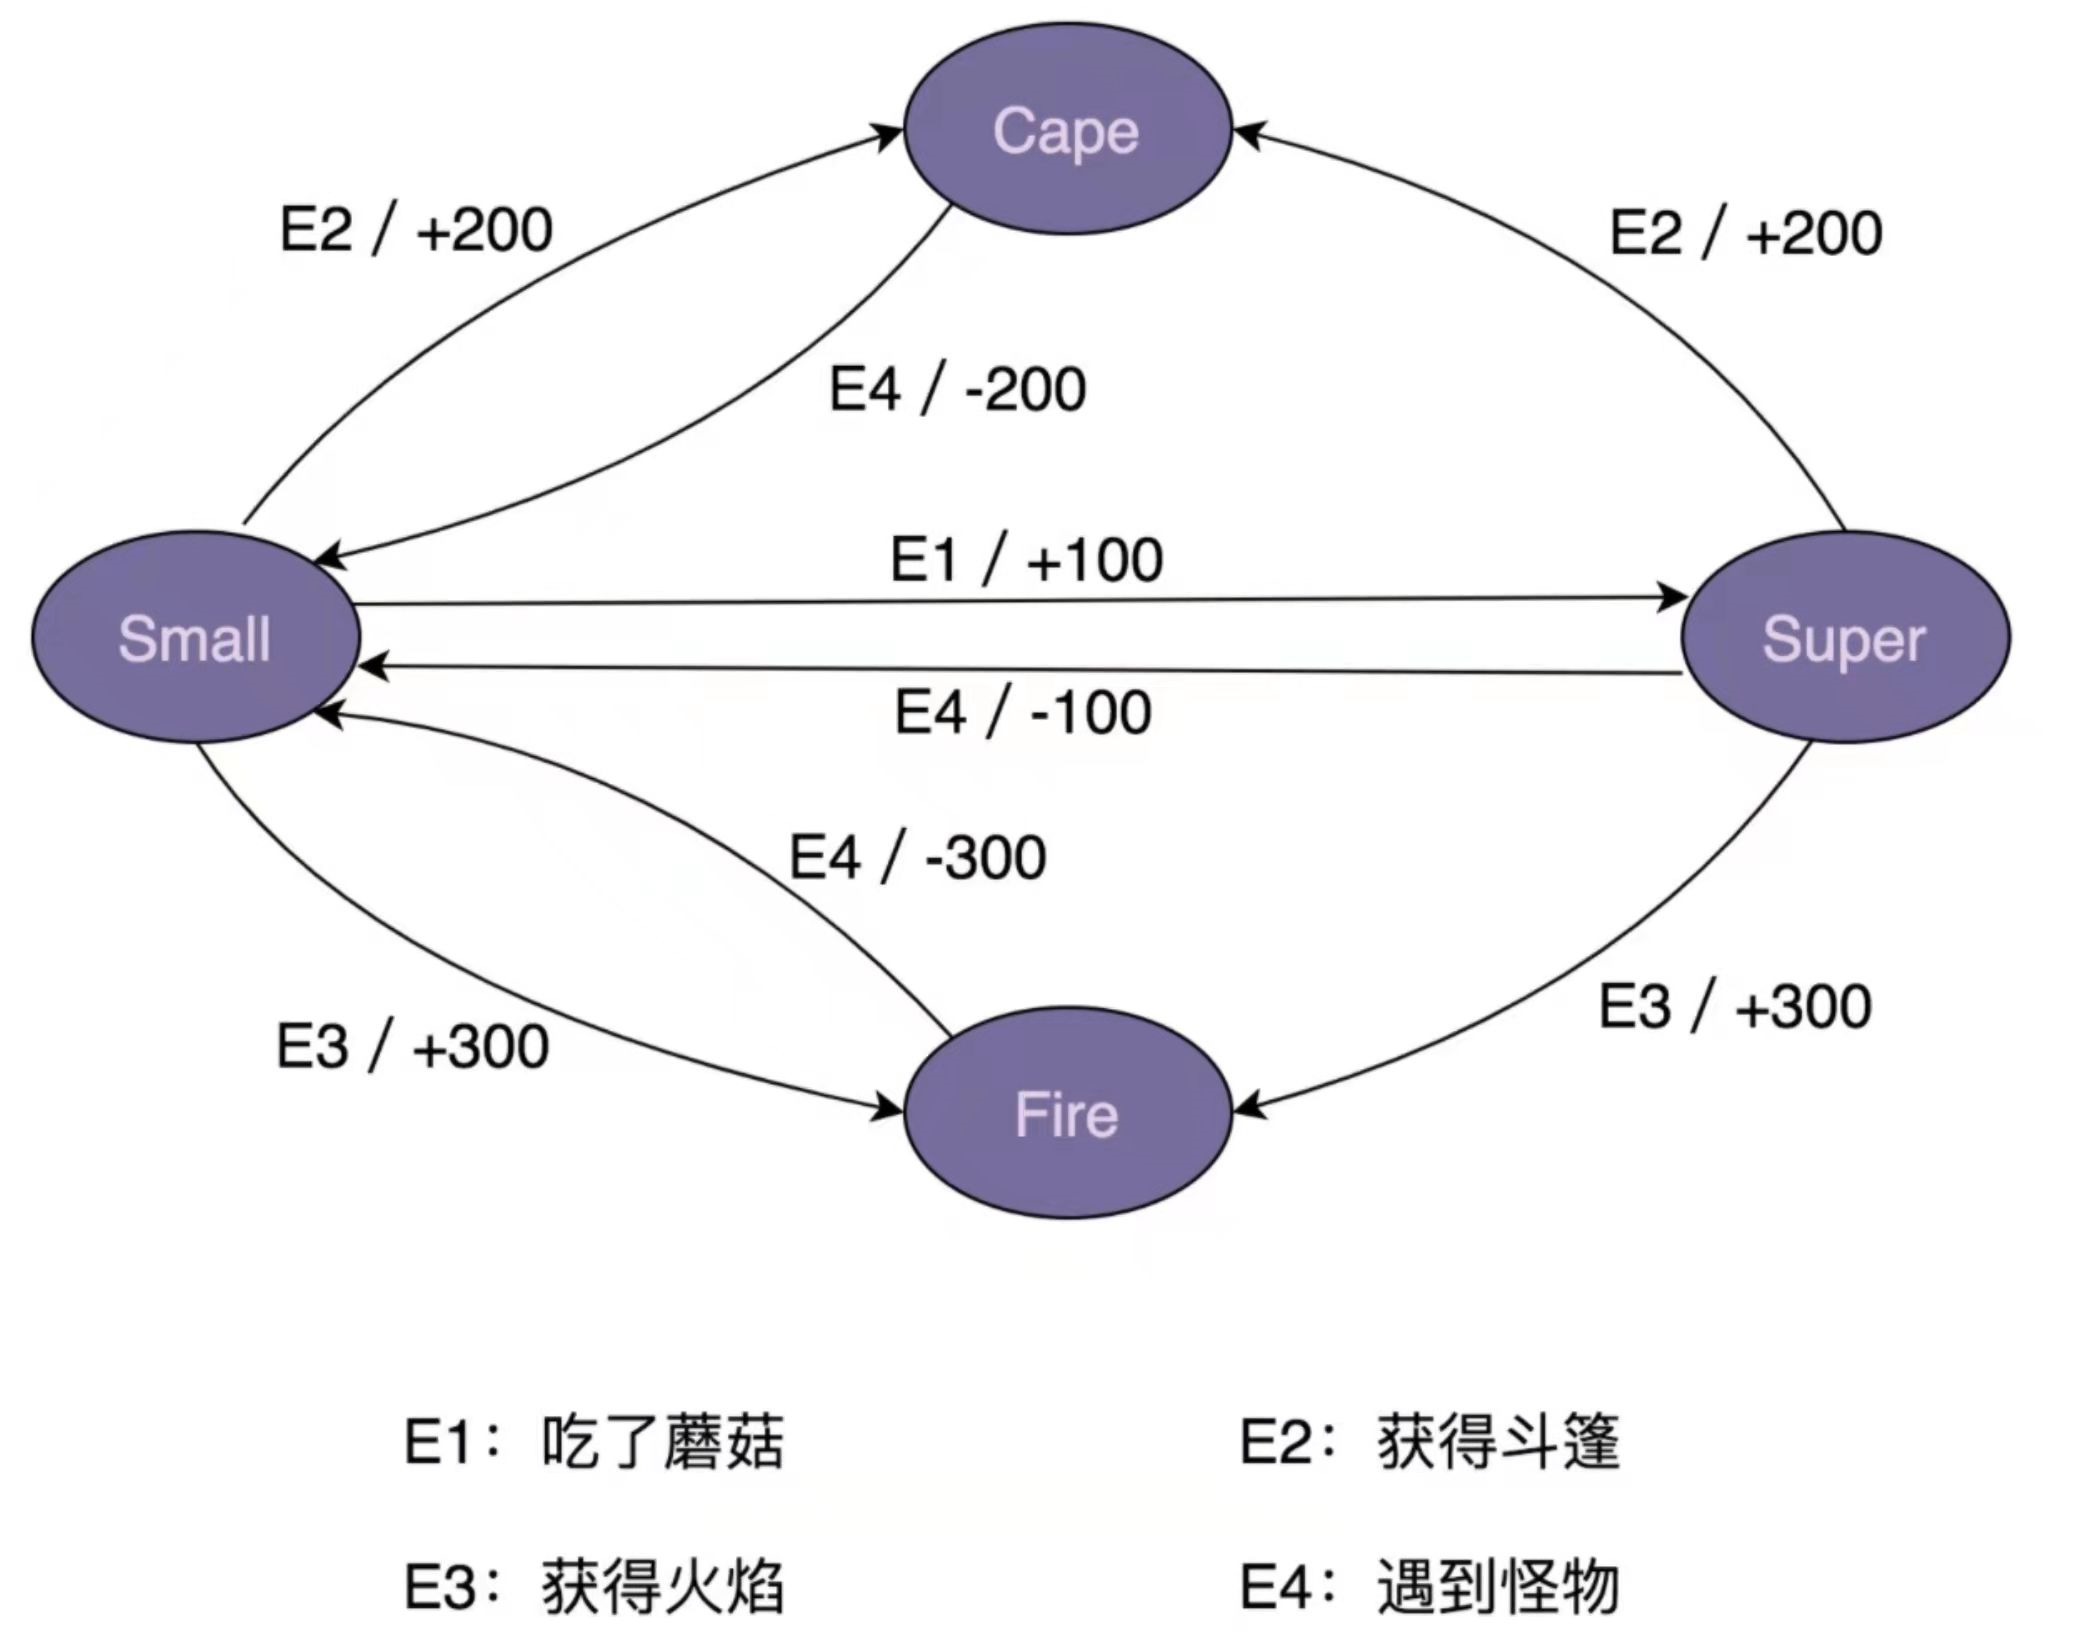 Cape
E2 / +200
E2 / +200
E4 / -200
E1 / +100
Small
Super
E4 / -100
E4 / -300
E3 / +300
E3 / +300
Fire
E1：吃了蘑菇
E2：获得斗篷
E3：获得火焰
E4：遇到怪物